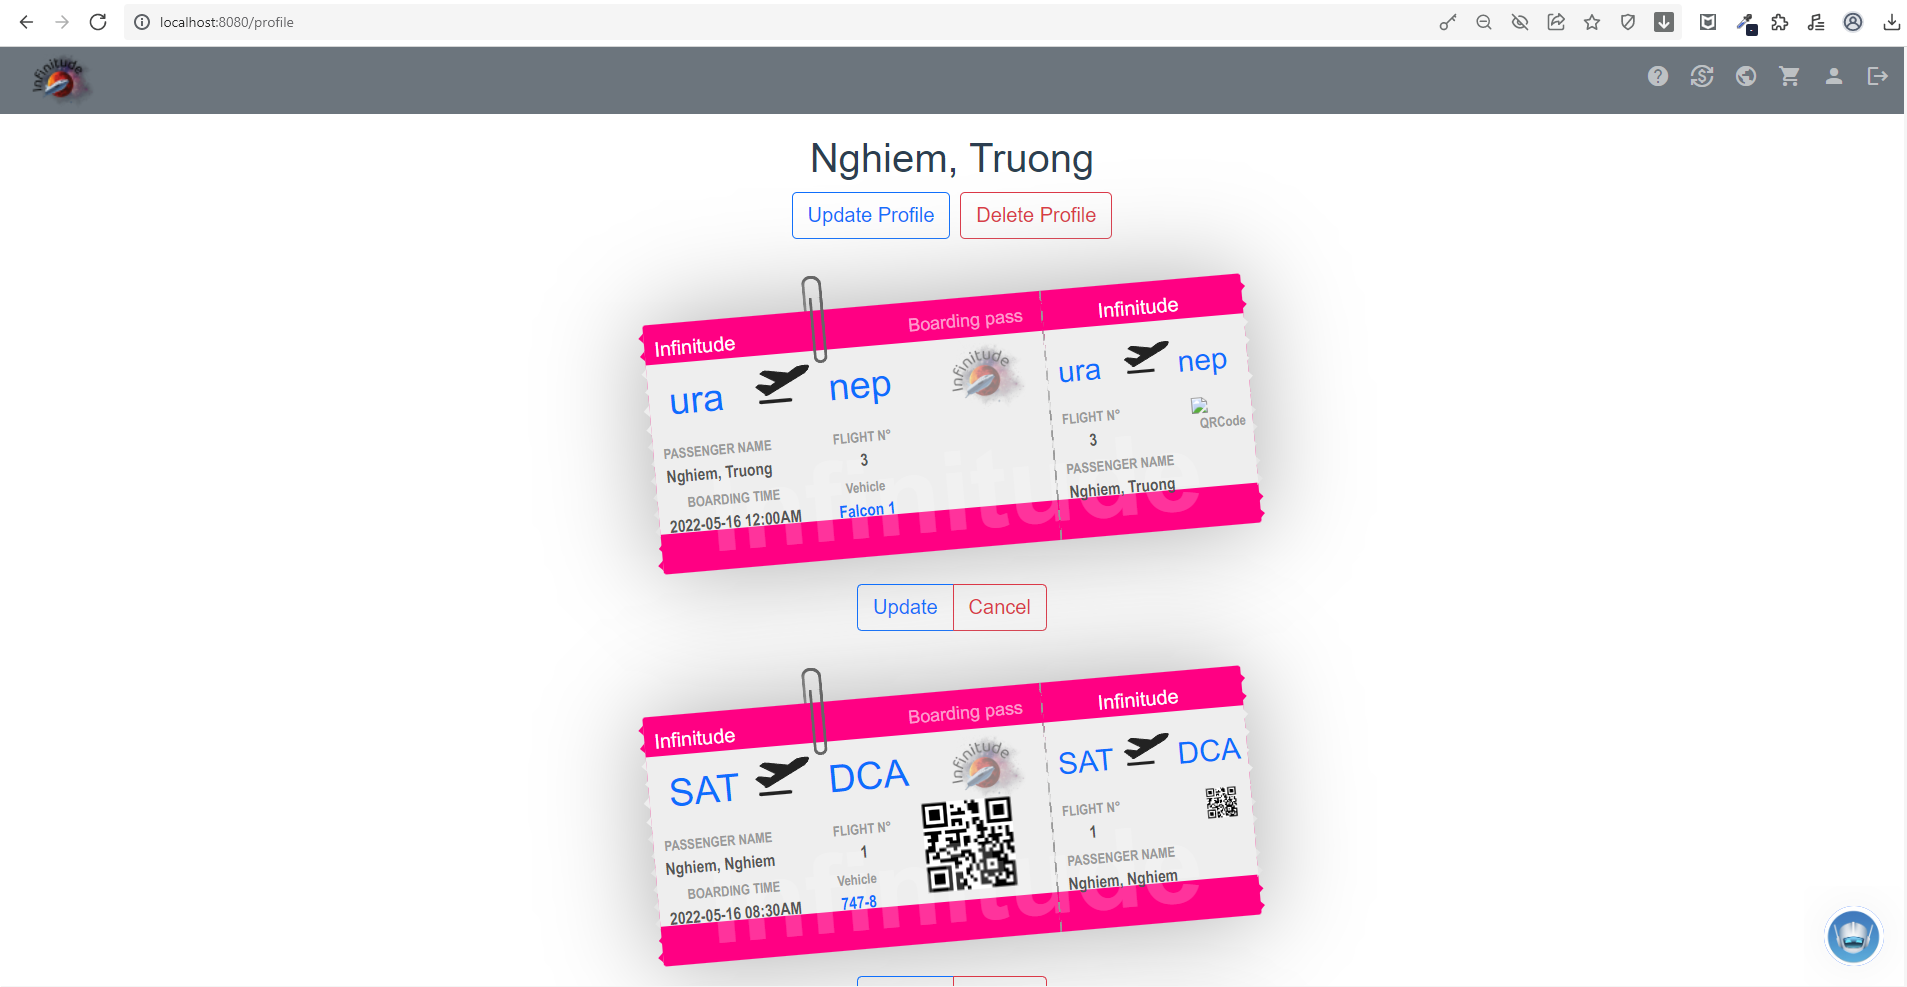 localhost:8080/profile
Infinitude
Nghiem, Truong
Update Profile
Delete Profile
Infinitude
Boarding pass
Infinitude
ura
nep
Infinitude
ura
nep
PASSENGER NAME
FLIGHT N°
FLIGHT N°
QRCode
Nghiem, Truong
3
3
BOARDING TIME
Vehicle
PASSENGER NAME
2022-05-16 12:00AM
Falcon 1
Nghiem, Truong
Infinitude
Update
Cancel
Infinitude
Boarding pass
Infinitude
SAT
DCA
Infinitude
SAT
DCA
PASSENGER NAME
FLIGHT N°
FLIGHT N°
Nghiem, Nghiem
1
1
BOARDING TIME
Vehicle
PASSENGER NAME
2022-05-16 08:30AM
747-8
Nghiem, Nghiem
Infinitude